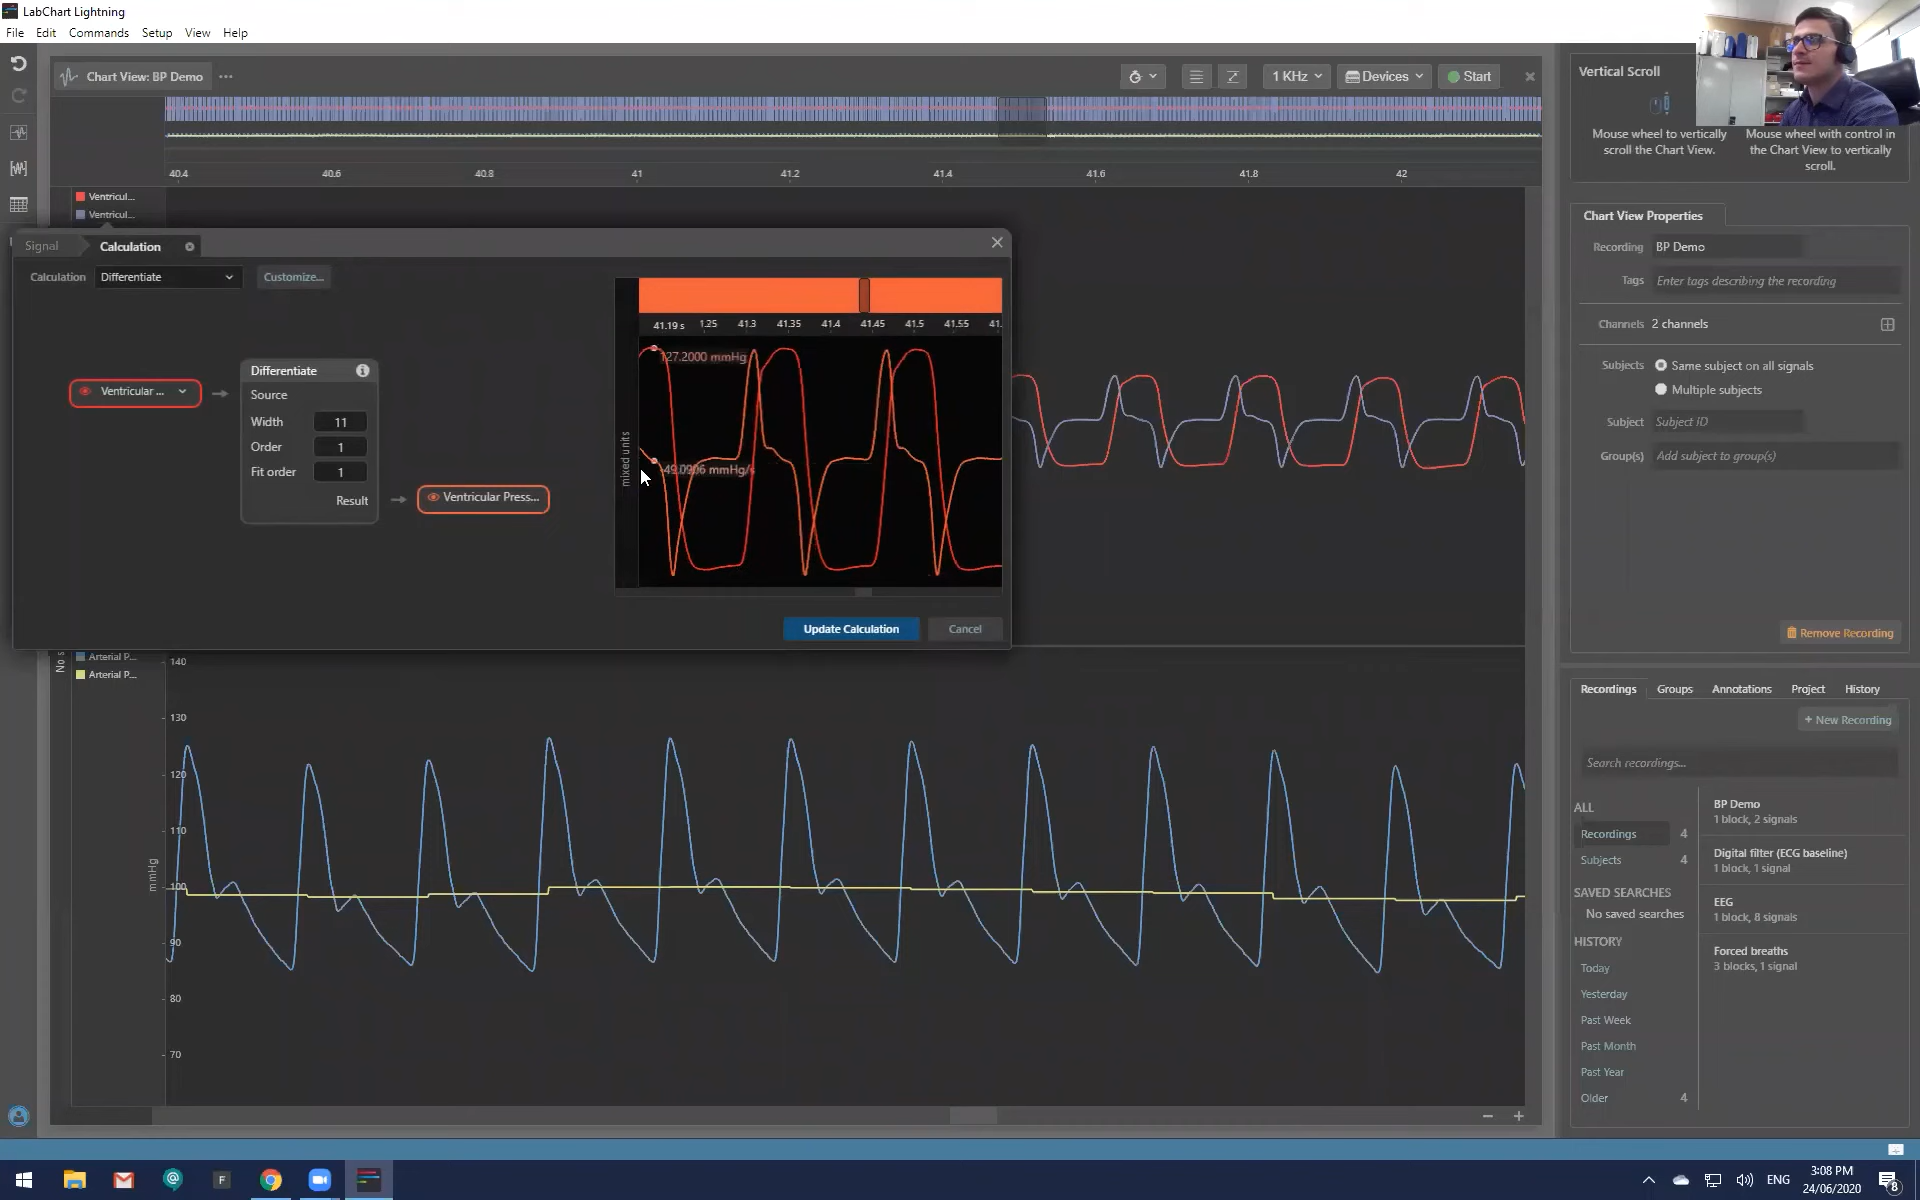 LabChart Lightning
File Edit Commands Setup View Help
Chart View: BP Demo ...
1 KHz Devices Start
40.4 40.6 40.8 41 41.2 41.4 41.6 41.8 42
Ventricul...
Ventricul...
Signal Calculation
Calculation Differentiate Customize...
Ventricular ...
Differentiate
Source
Width 11
Order 1
Fit order 1
Result
Ventricular Press...
41.19 s 1.25 41.3 41.35 41.4 41.45 41.5 41.55 41.
127.2000 mmHg
-49.0906 mmHg/s
mixed units
Update Calculation Cancel
No s
Arterial P...
Arterial P...
140
130
120
110
100
90
80
70
mmHg
Vertical Scroll
Mouse wheel to vertically
scroll the Chart View.
Mouse wheel with control in
the Chart View to vertically
scroll.
Chart View Properties
Recording BP Demo
Tags Enter tags describing the recording
Channels 2 channels
Subjects Same subject on all signals
Multiple subjects
Subject Subject ID
Group(s) Add subject to group(s)
Remove Recording
Recordings Groups Annotations Project History
+ New Recording
Search recordings...
ALL
Recordings 4
Subjects 4
SAVED SEARCHES
No saved searches
HISTORY
Today
Yesterday
Past Week
Past Month
Past Year
Older 4
BP Demo
1 block, 2 signals
Digital filter (ECG baseline)
1 block, 1 signal
EEG
1 block, 8 signals
Forced breaths
3 blocks, 1 signal
F
ENG
3:08 PM
24/06/2020
8